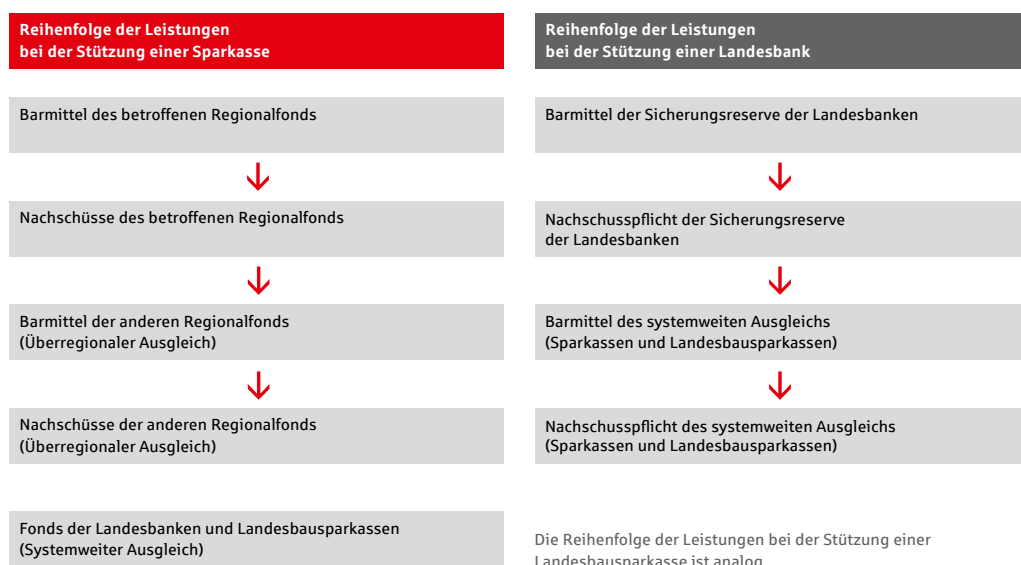 Reihenfolge der Leistungen
bei der Stützung einer Sparkasse
Barmittel des betroffenen Regionalfonds
Nachschüsse des betroffenen Regionalfonds
Barmittel der anderen Regionalfonds
(Überregionaler Ausgleich)
Nachschüsse der anderen Regionalfonds
(Überregionaler Ausgleich)
Fonds der Landesbanken und Landesbausparkassen
(Systemweiter Ausgleich)
Reihenfolge der Leistungen
bei der Stützung einer Landesbank
Barmittel der Sicherungsreserve der Landesbanken
Nachschusspflicht der Sicherungsreserve
der Landesbanken
Barmittel des systemweiten Ausgleichs
(Sparkassen und Landesbausparkassen)
Nachschusspflicht des systemweiten Ausgleichs
(Sparkassen und Landesbausparkassen)
Die Reihenfolge der Leistungen bei der Stützung einer
Landesbausparkasse ist analog